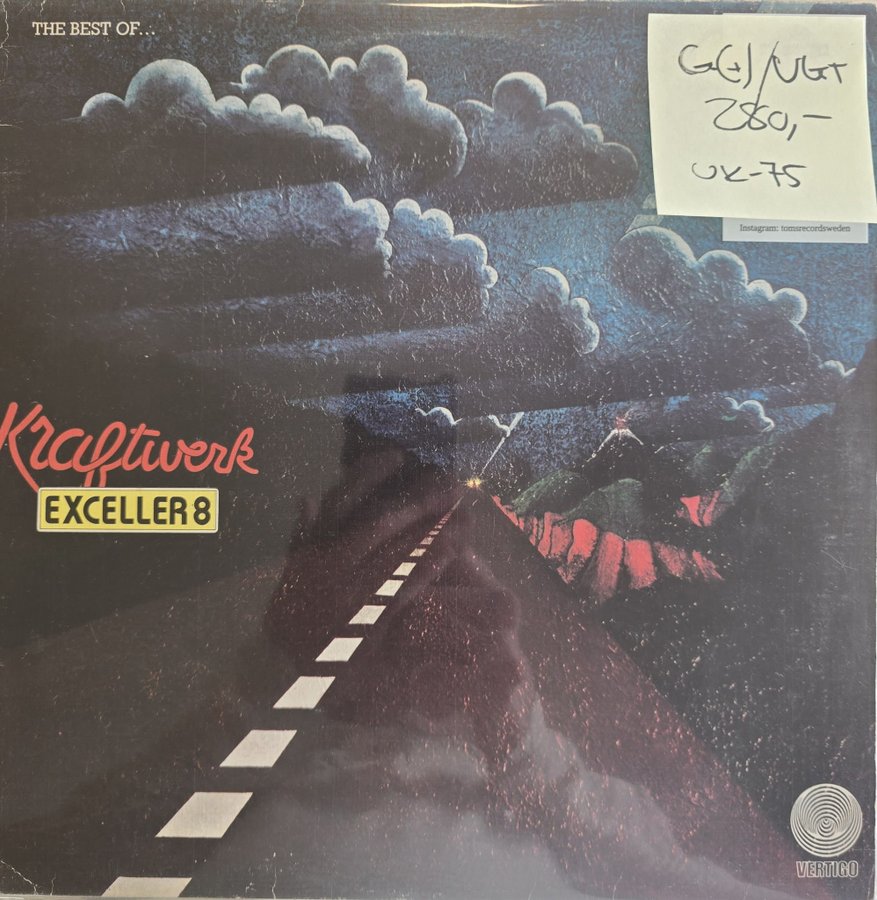 THE BEST OF...
G(+)/VG+
280,-
UK-75
Instagram: tomsrecordsweden
Kraftwerk
EXCELLER 8
VERTIGO